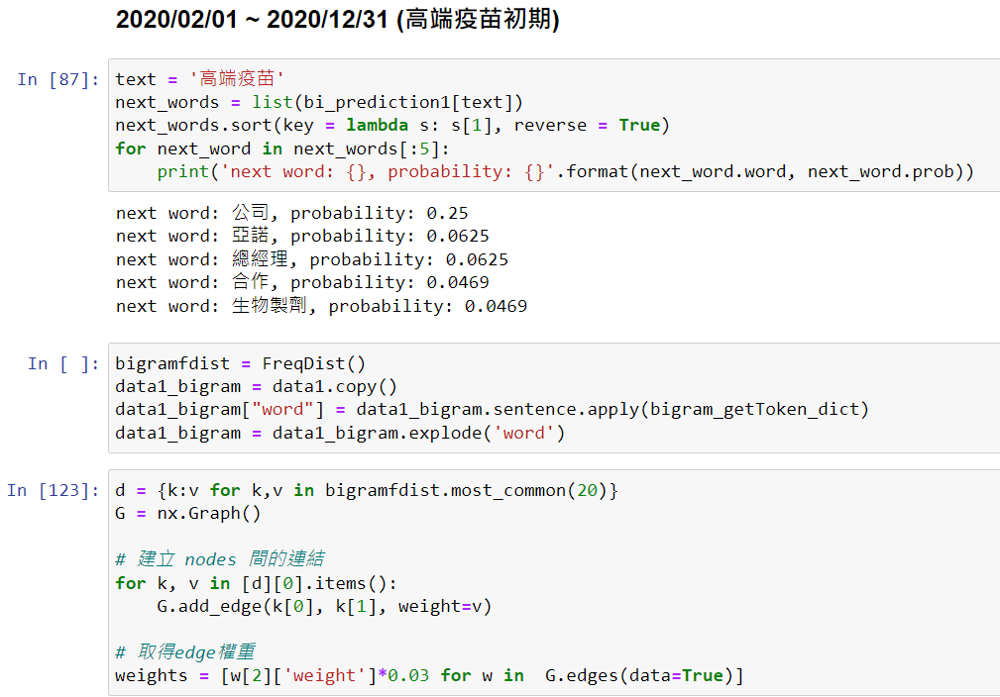 2020/02/01 ~ 2020/12/31 (高端疫苗初期)
In [87]:
text = '高端疫苗'
next_words = list(bi_prediction1[text])
next_words.sort(key = lambda s: s[1], reverse = True)
for next_word in next_words[:5]:
    print('next word: {}, probability: {}'.format(next_word.word, next_word.prob))
next word: 公司, probability: 0.25
next word: 亞諾, probability: 0.0625
next word: 總經理, probability: 0.0625
next word: 合作, probability: 0.0469
next word: 生物製劑, probability: 0.0469
In [ ]:
bigramfdist = FreqDist()
data1_bigram = data1.copy()
data1_bigram["word"] = data1_bigram.sentence.apply(bigram_getToken_dict)
data1_bigram = data1_bigram.explode('word')
In [123]:
d = {k:v for k,v in bigramfdist.most_common(20)}
G = nx.Graph()
# 建立 nodes 間的連結
for k, v in [d][0].items():
    G.add_edge(k[0], k[1], weight=v)
# 取得edge權重
weights = [w[2]['weight']*0.03 for w in  G.edges(data=True)]